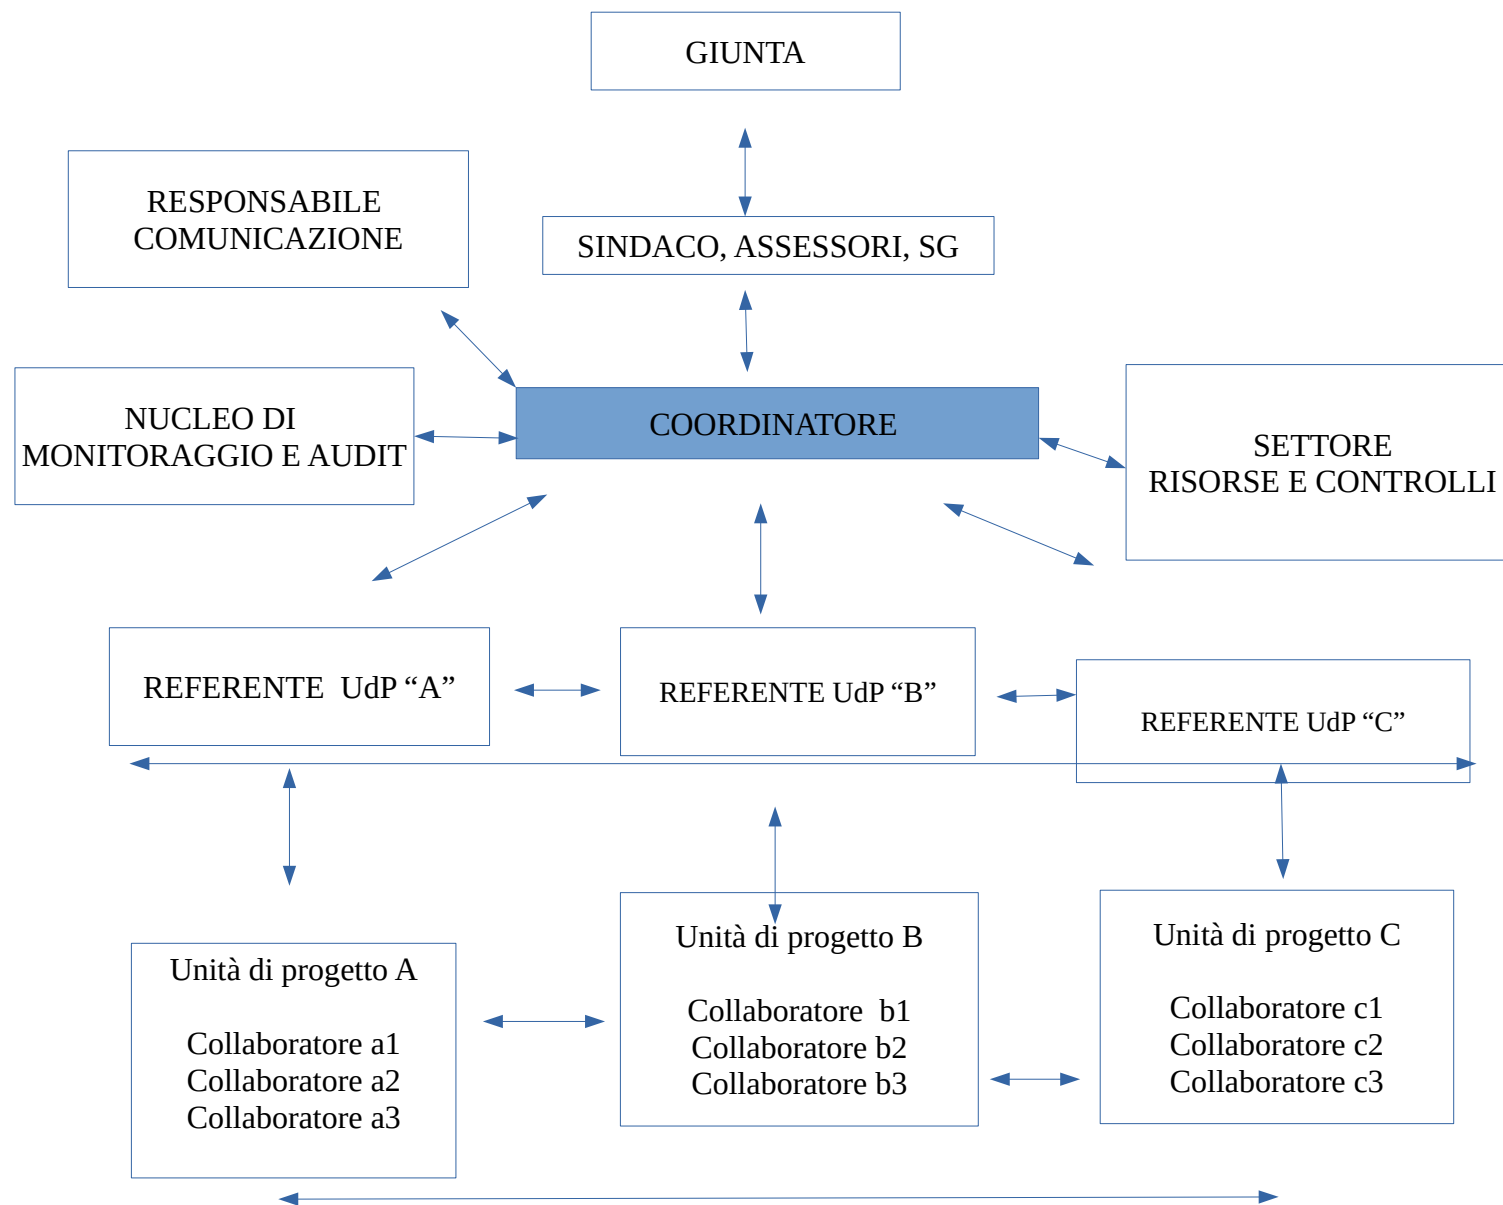 GIUNTA
RESPONSABILE
COMUNICAZIONE
SINDACO, ASSESSORI, SG
NUCLEO DI
MONITORAGGIO E AUDIT
COORDINATORE
SETTORE
RISORSE E CONTROLLI
REFERENTE  UdP “A”
REFERENTE UdP “B”
REFERENTE UdP “C”
Unità di progetto A
Collaboratore a1
Collaboratore a2
Collaboratore a3
Unità di progetto B
Collaboratore  b1
Collaboratore b2
Collaboratore b3
Unità di progetto C
Collaboratore c1
Collaboratore c2
Collaboratore c3